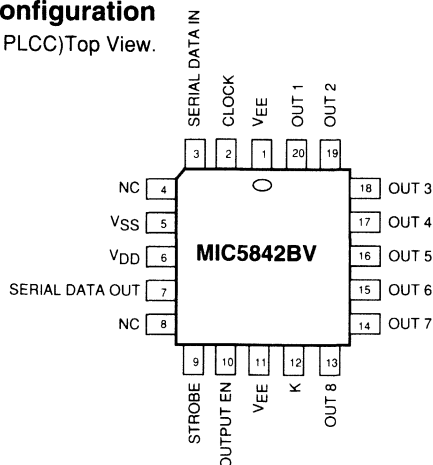 onfiguration
PLCC)Top View.
SERIAL DATA IN
CLOCK
VEE
OUT 1
OUT 2
3
2
1
20
19
NC 4
18 OUT 3
VSS 5
17 OUT 4
VDD 6
MIC5842BV
16 OUT 5
SERIAL DATA OUT 7
15 OUT 6
NC 8
14 OUT 7
9
10
11
12
13
STROBE
OUTPUT EN
VEE
K
OUT 8